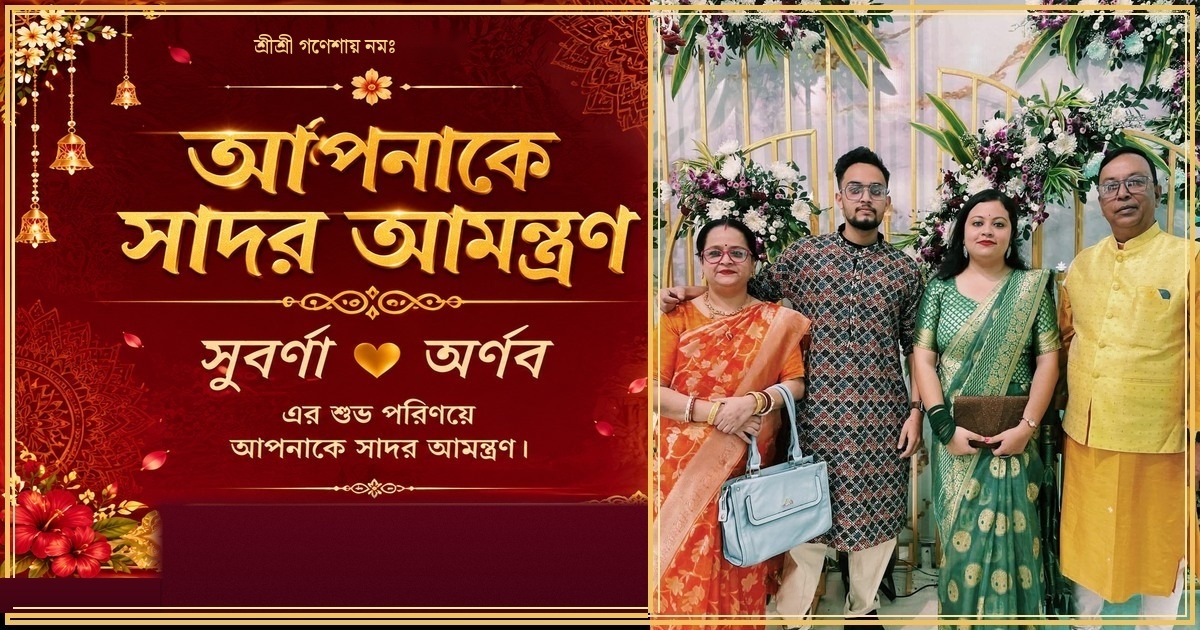 শ্রীশ্রী গণেশায় নমঃ
আপনাকে
সাদর আমন্ত্রণ
সুবর্ণা অর্ণব
এর শুভ পরিণয়ে
আপনাকে সাদর আমন্ত্রণ।